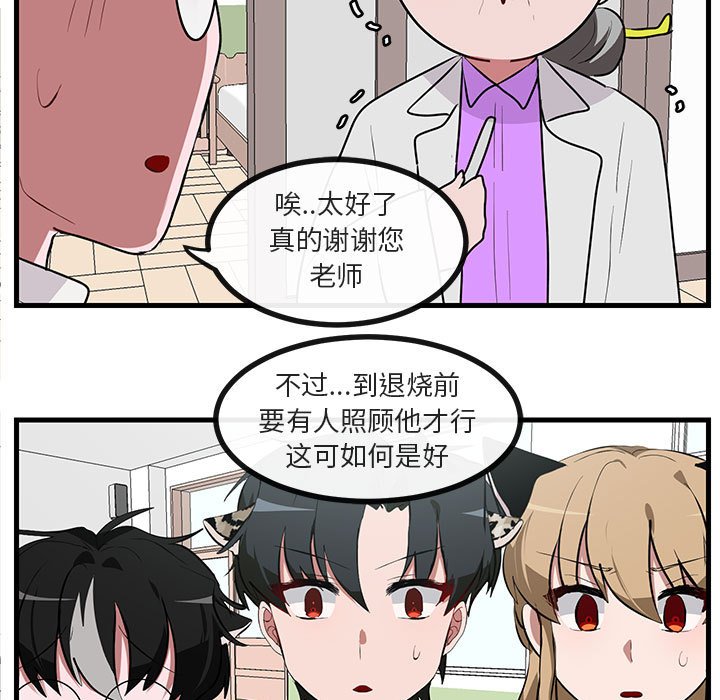 唉..太好了
真的谢谢您
老师
不过...到退烧前
要有人照顾他才行
这可如何是好